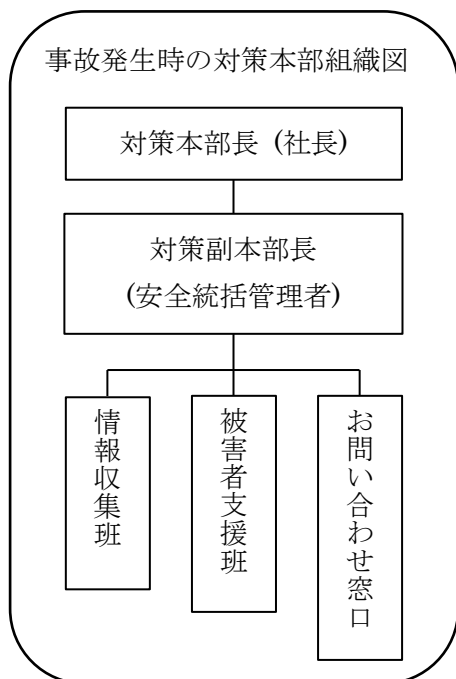 事故発生時の対策本部組織図
対策本部長 (社長)
対策副本部長
(安全統括管理者)
情報収集班
被害者支援班
お問い合わせ窓口